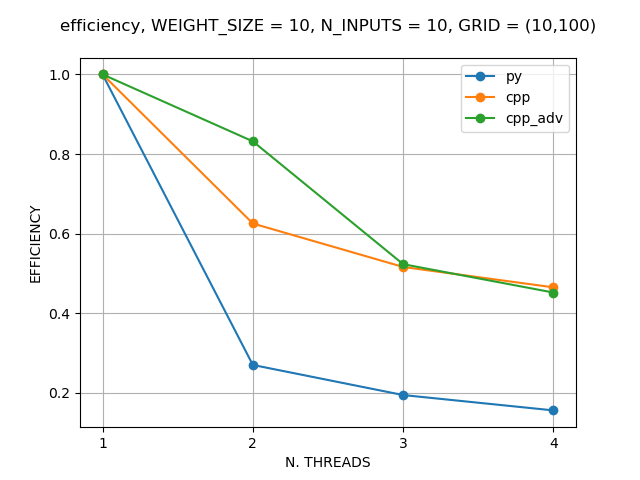 efficiency, WEIGHT_SIZE = 10, N_INPUTS = 10, GRID = (10,100)
py
cpp
cpp_adv
EFFICIENCY
1.0
0.8
0.6
0.4
0.2
1 2 3 4
N. THREADS